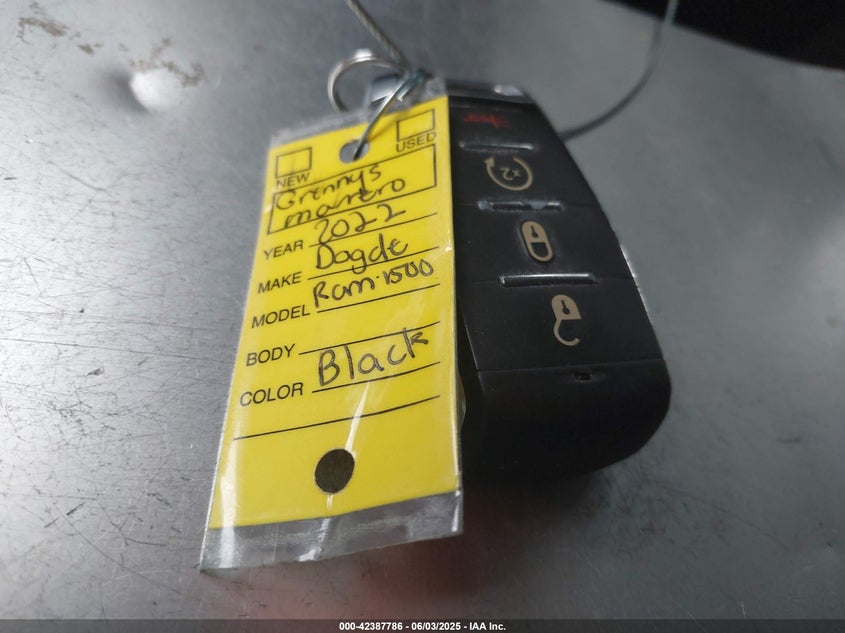 NEW USED
Grennys
marrero
YEAR 2022
MAKE Dogde
MODEL Ram 1500
BODY
COLOR Black
x2
000-42387786 - 06/03/2025 - IAA Inc.